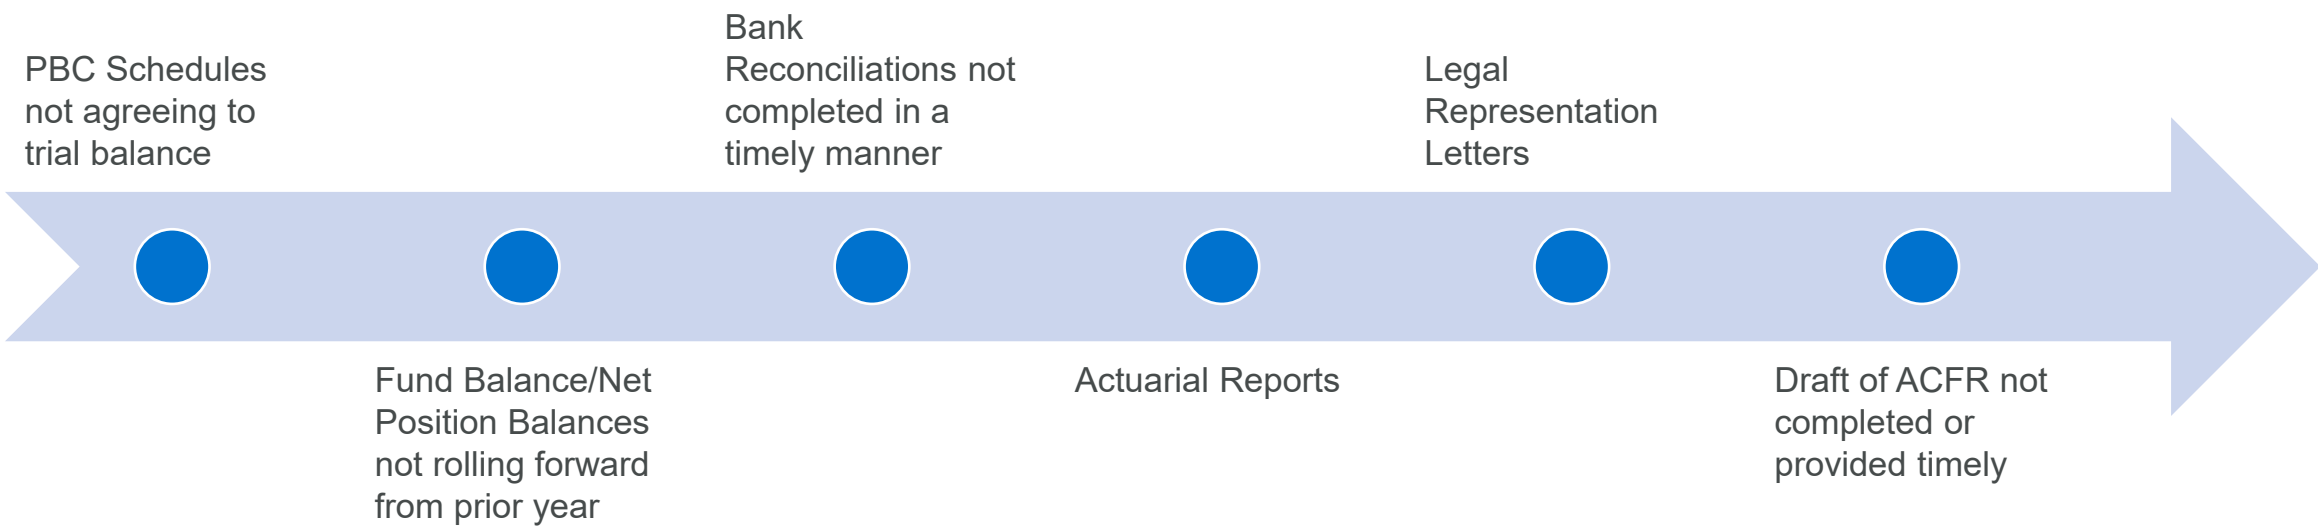 PBC Schedules
not agreeing to
trial balance
Fund Balance/Net
Position Balances
not rolling forward
from prior year
Bank
Reconciliations not
completed in a
timely manner
Actuarial Reports
Legal
Representation
Letters
Draft of ACFR not
completed or
provided timely